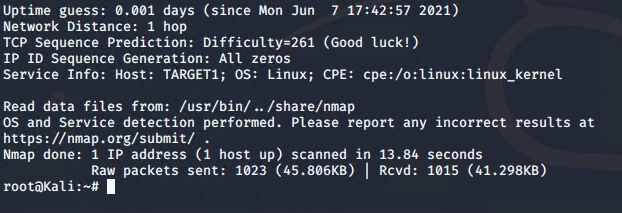 Uptime guess: 0.001 days (since Mon Jun  7 17:42:57 2021)
Network Distance: 1 hop
TCP Sequence Prediction: Difficulty=261 (Good luck!)
IP ID Sequence Generation: All zeros
Service Info: Host: TARGET1; OS: Linux; CPE: cpe:/o:linux:linux_kernel

Read data files from: /usr/bin/../share/nmap
OS and Service detection performed. Please report any incorrect results at
https://nmap.org/submit/ .
Nmap done: 1 IP address (1 host up) scanned in 13.84 seconds
           Raw packets sent: 1023 (45.806KB) | Rcvd: 1015 (41.298KB)
root@Kali:~#